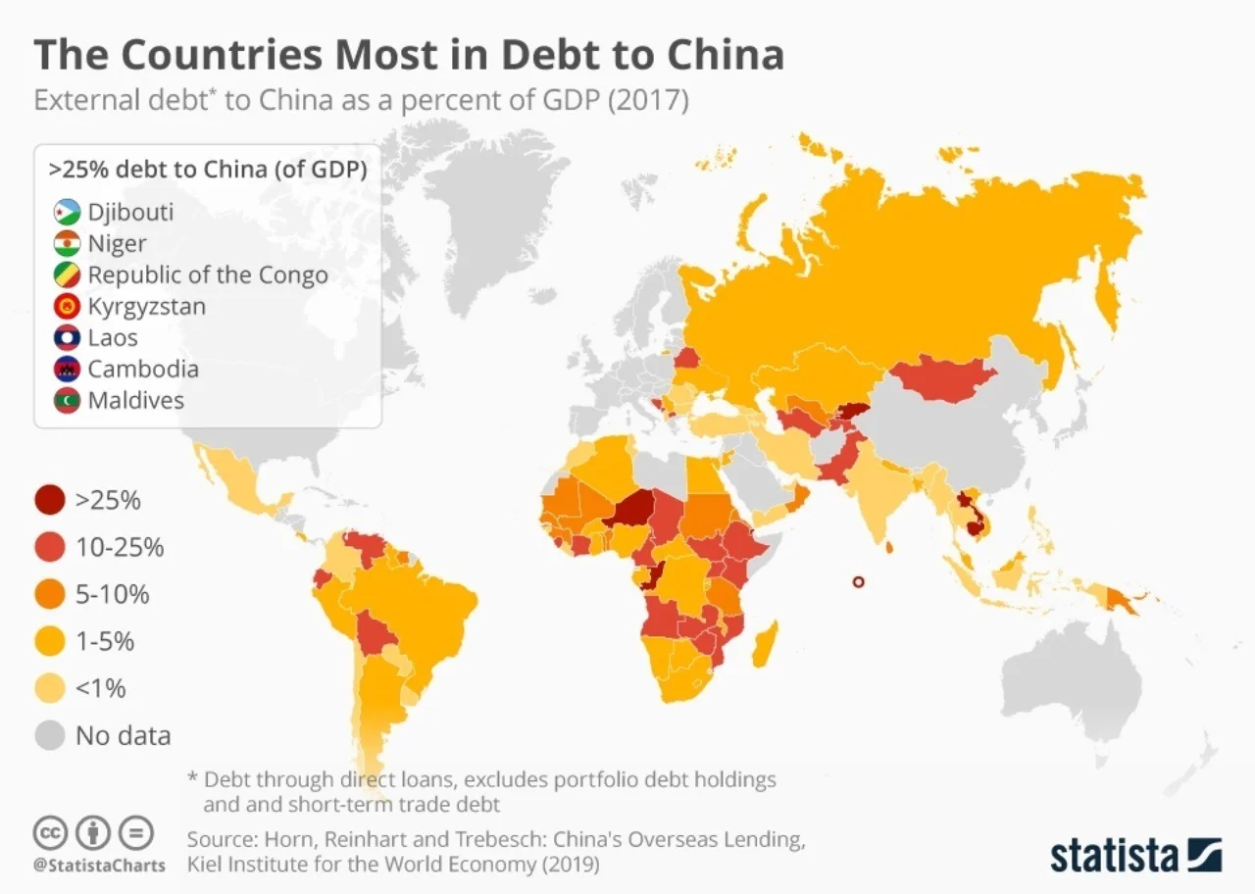 The Countries Most in Debt to China
External debt* to China as a percent of GDP (2017)
>25% debt to China (of GDP)
Djibouti
Niger
Republic of the Congo
Kyrgyzstan
Laos
Cambodia
Maldives
>25%
10-25%
5-10%
1-5%
<1%
No data
* Debt through direct loans, excludes portfolio debt holdings
and and short-term trade debt
Source: Horn, Reinhart and Trebesch: China's Overseas Lending,
Kiel Institute for the World Economy (2019)
cc
@StatistaCharts
statista